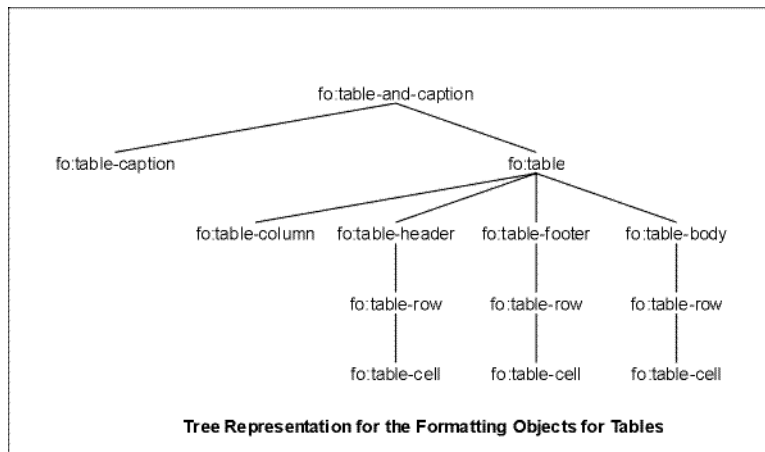 fo:table-and-caption
fo:table-caption fo:table
fo:table-column fo:table-header fo:table-footer fo:table-body
fo:table-row fo:table-row fo:table-row
fo:table-cell fo:table-cell fo:table-cell
Tree Representation for the Formatting Objects for Tables